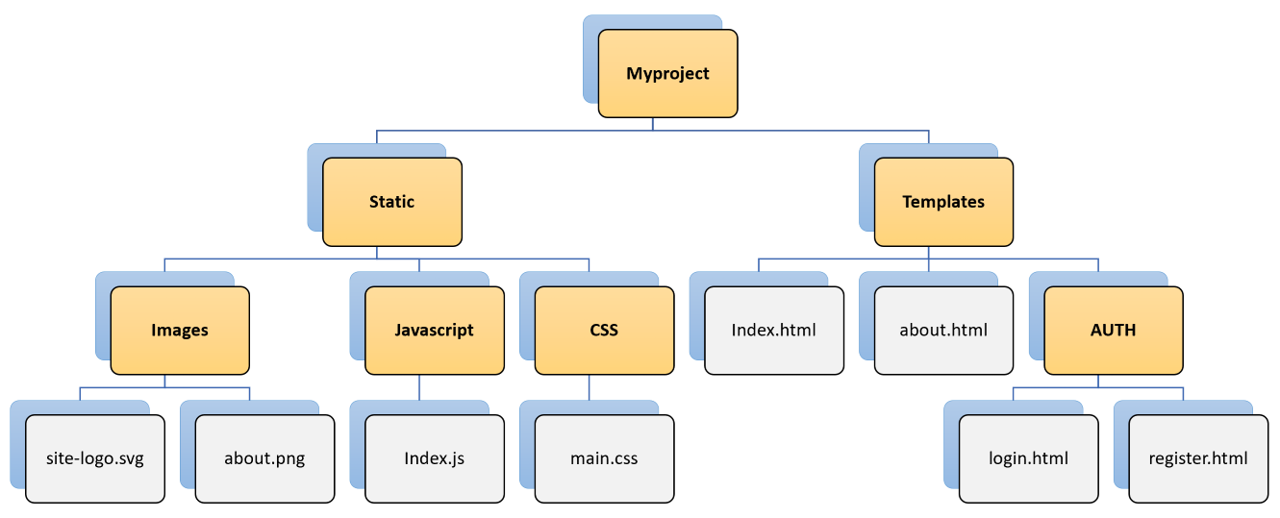 Myproject
Static
Templates
Images
Javascript
CSS
Index.html
about.html
AUTH
site-logo.svg
about.png
Index.js
main.css
login.html
register.html